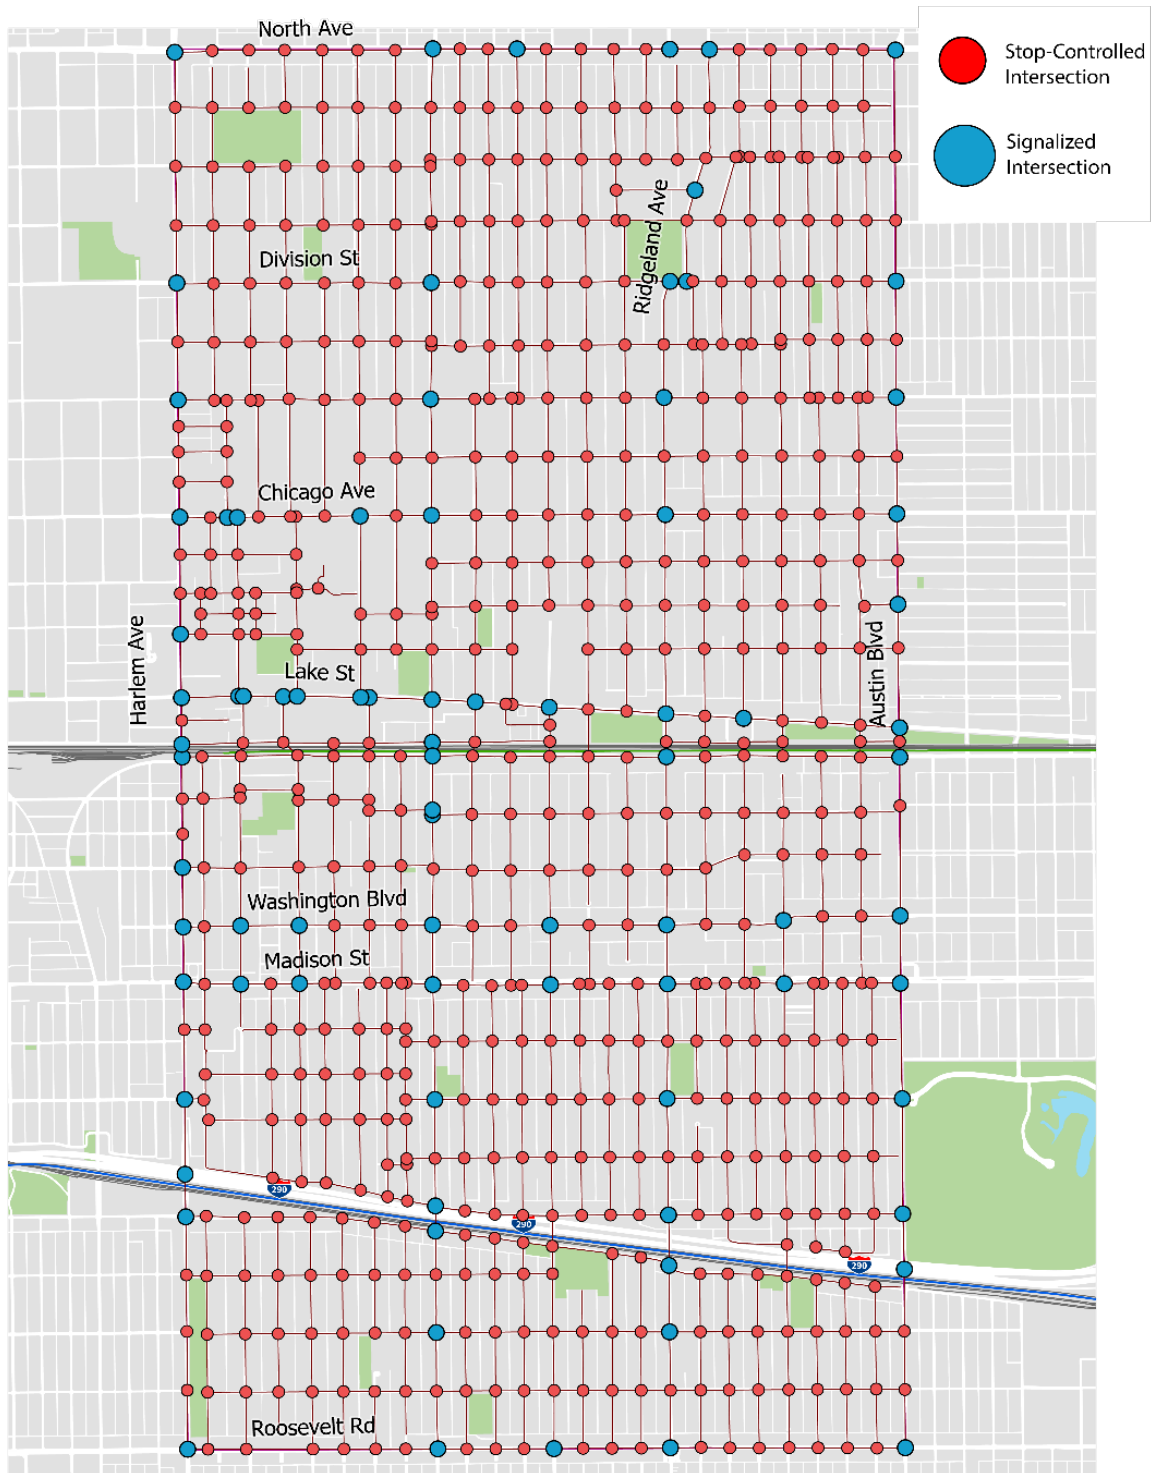 North Ave
Stop-Controlled
Intersection
Signalized
Intersection
Ridgeland Ave
Division St
Chicago Ave
Harlem Ave
Lake St
Austin Blvd
Washington Blvd
Madison St
290
290
290
Roosevelt Rd